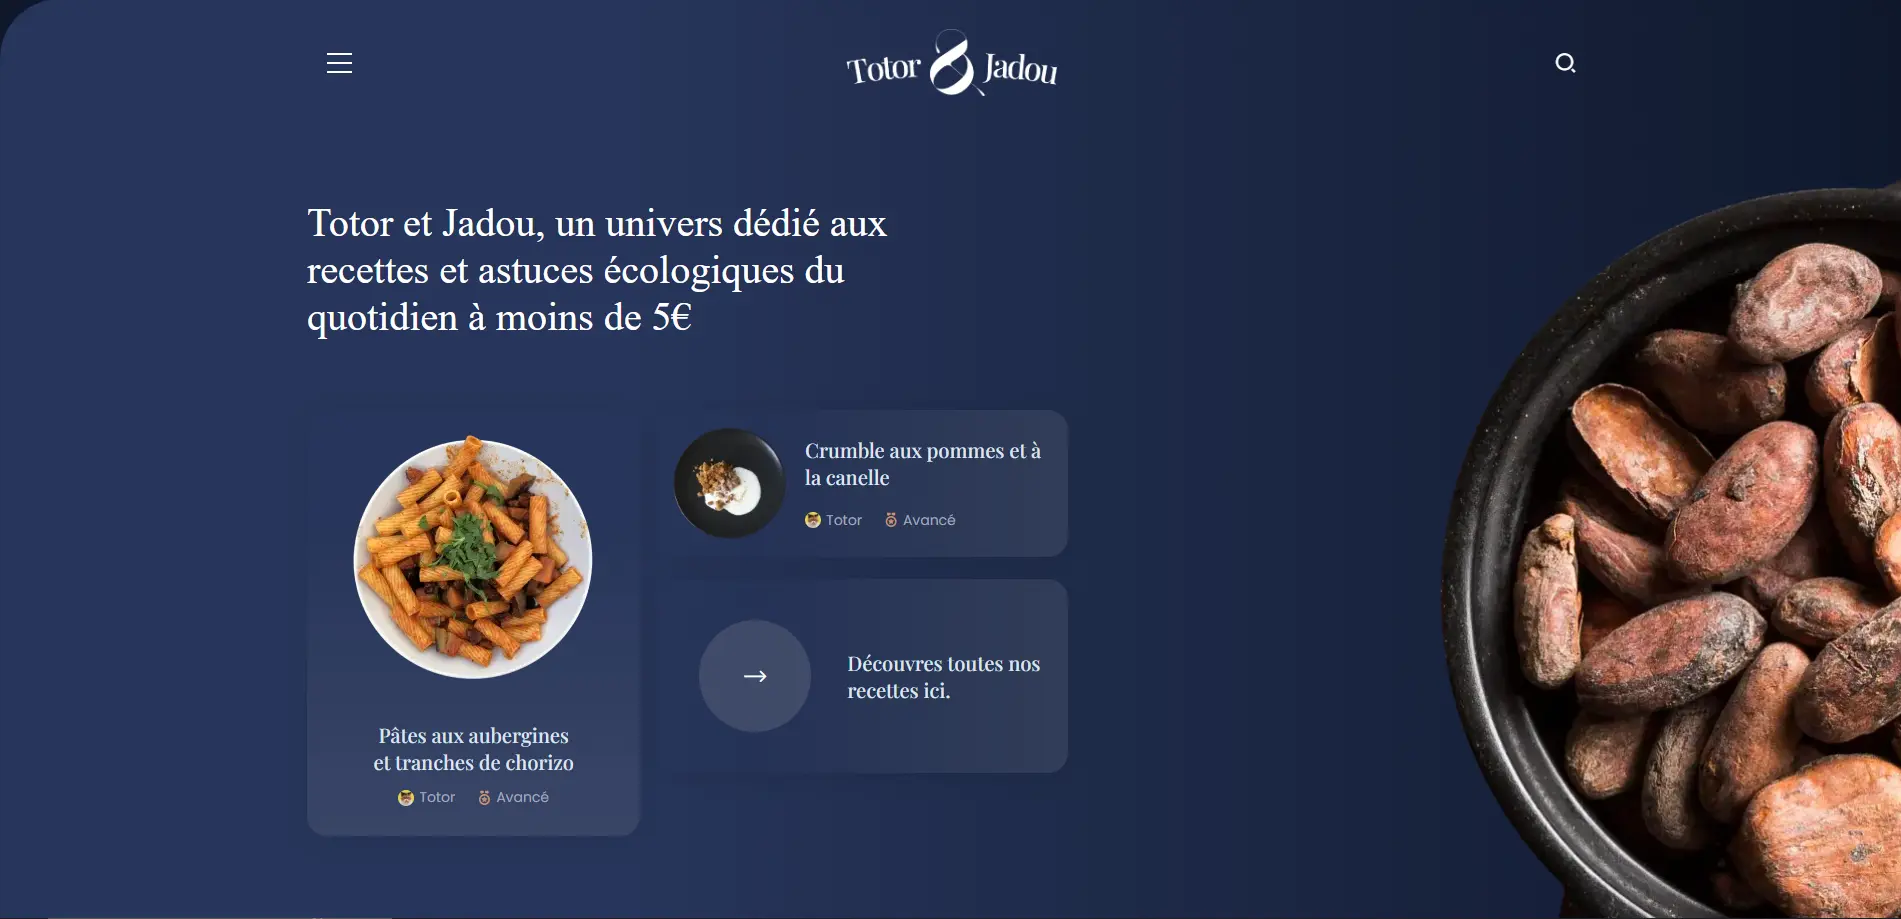 Totor & Jadou
Totor et Jadou, un univers dédié aux
recettes et astuces écologiques du
quotidien à moins de 5€
Crumble aux pommes et à
la canelle
Totor Avancé
Découvres toutes nos
recettes ici.
Pâtes aux aubergines
et tranches de chorizo
Totor Avancé